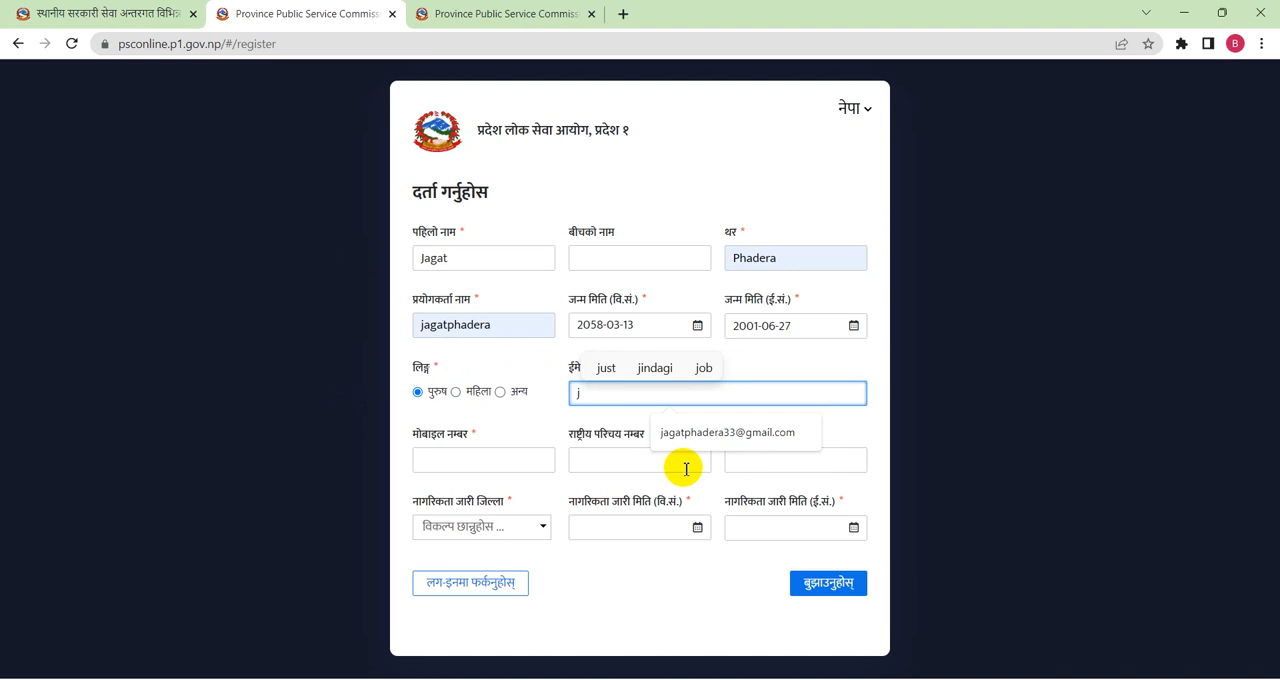 स्थानीय सरकारी सेवा अन्तरगत विभि
Province Public Service Commiss
Province Public Service Commiss
psconline.p1.gov.np/#/register
B
नेपा
प्रदेश लोक सेवा आयोग, प्रदेश १
दर्ता गर्नुहोस
पहिलो नाम *
बीचको नाम
थर *
Jagat
Phadera
प्रयोगकर्ता नाम *
जन्म मिति (वि.सं.) *
जन्म मिति (ई.सं.) *
jagatphadera
2058-03-13
2001-06-27
लिङ्ग *
ईमे
just jindagi job
पुरुष महिला अन्य
j
jagatphadera33@gmail.com
मोबाइल नम्बर *
राष्ट्रीय परिचय नम्बर
नागरिकता जारी जिल्ला *
नागरिकता जारी मिति (वि.सं.) *
नागरिकता जारी मिति (ई.सं.) *
विकल्प छान्नुहोस ...
लग-इनमा फर्कनुहोस्
बुझाउनुहोस्